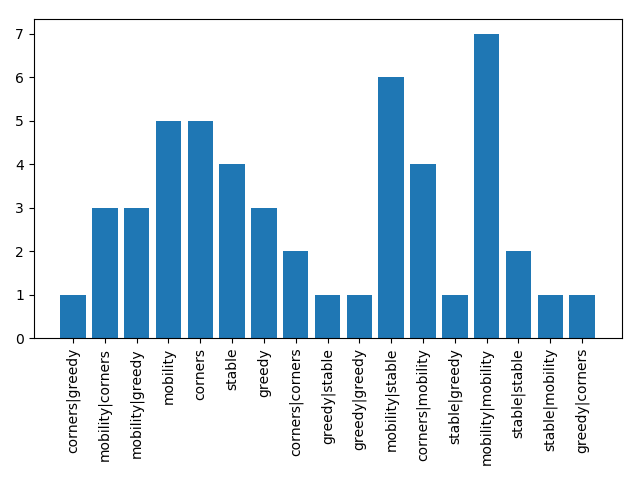 7
6
5
4
3
2
1
0
corners|greedy
mobility|corners
mobility|greedy
mobility
corners
stable
greedy
corners|corners
greedy|stable
greedy|greedy
mobility|stable
corners|mobility
stable|greedy
mobility|mobility
stable|stable
stable|mobility
greedy|corners